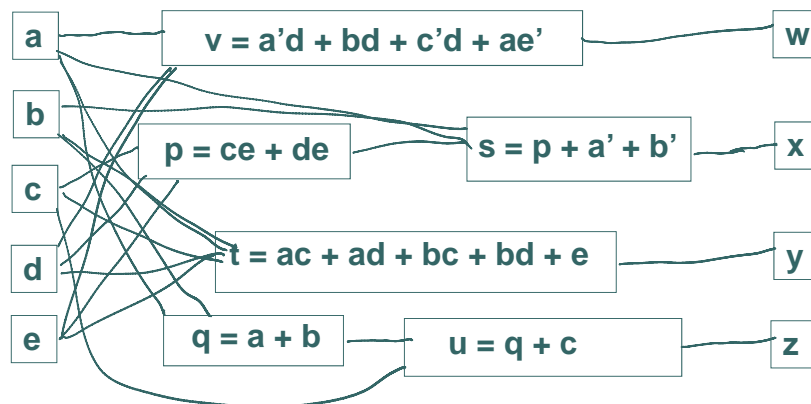 a
v = a’d + bd + c’d + ae’
w
b
p = ce + de
s = p + a’ + b’
x
c
d
t = ac + ad + bc + bd + e
y
e
q = a + b
u = q + c
z